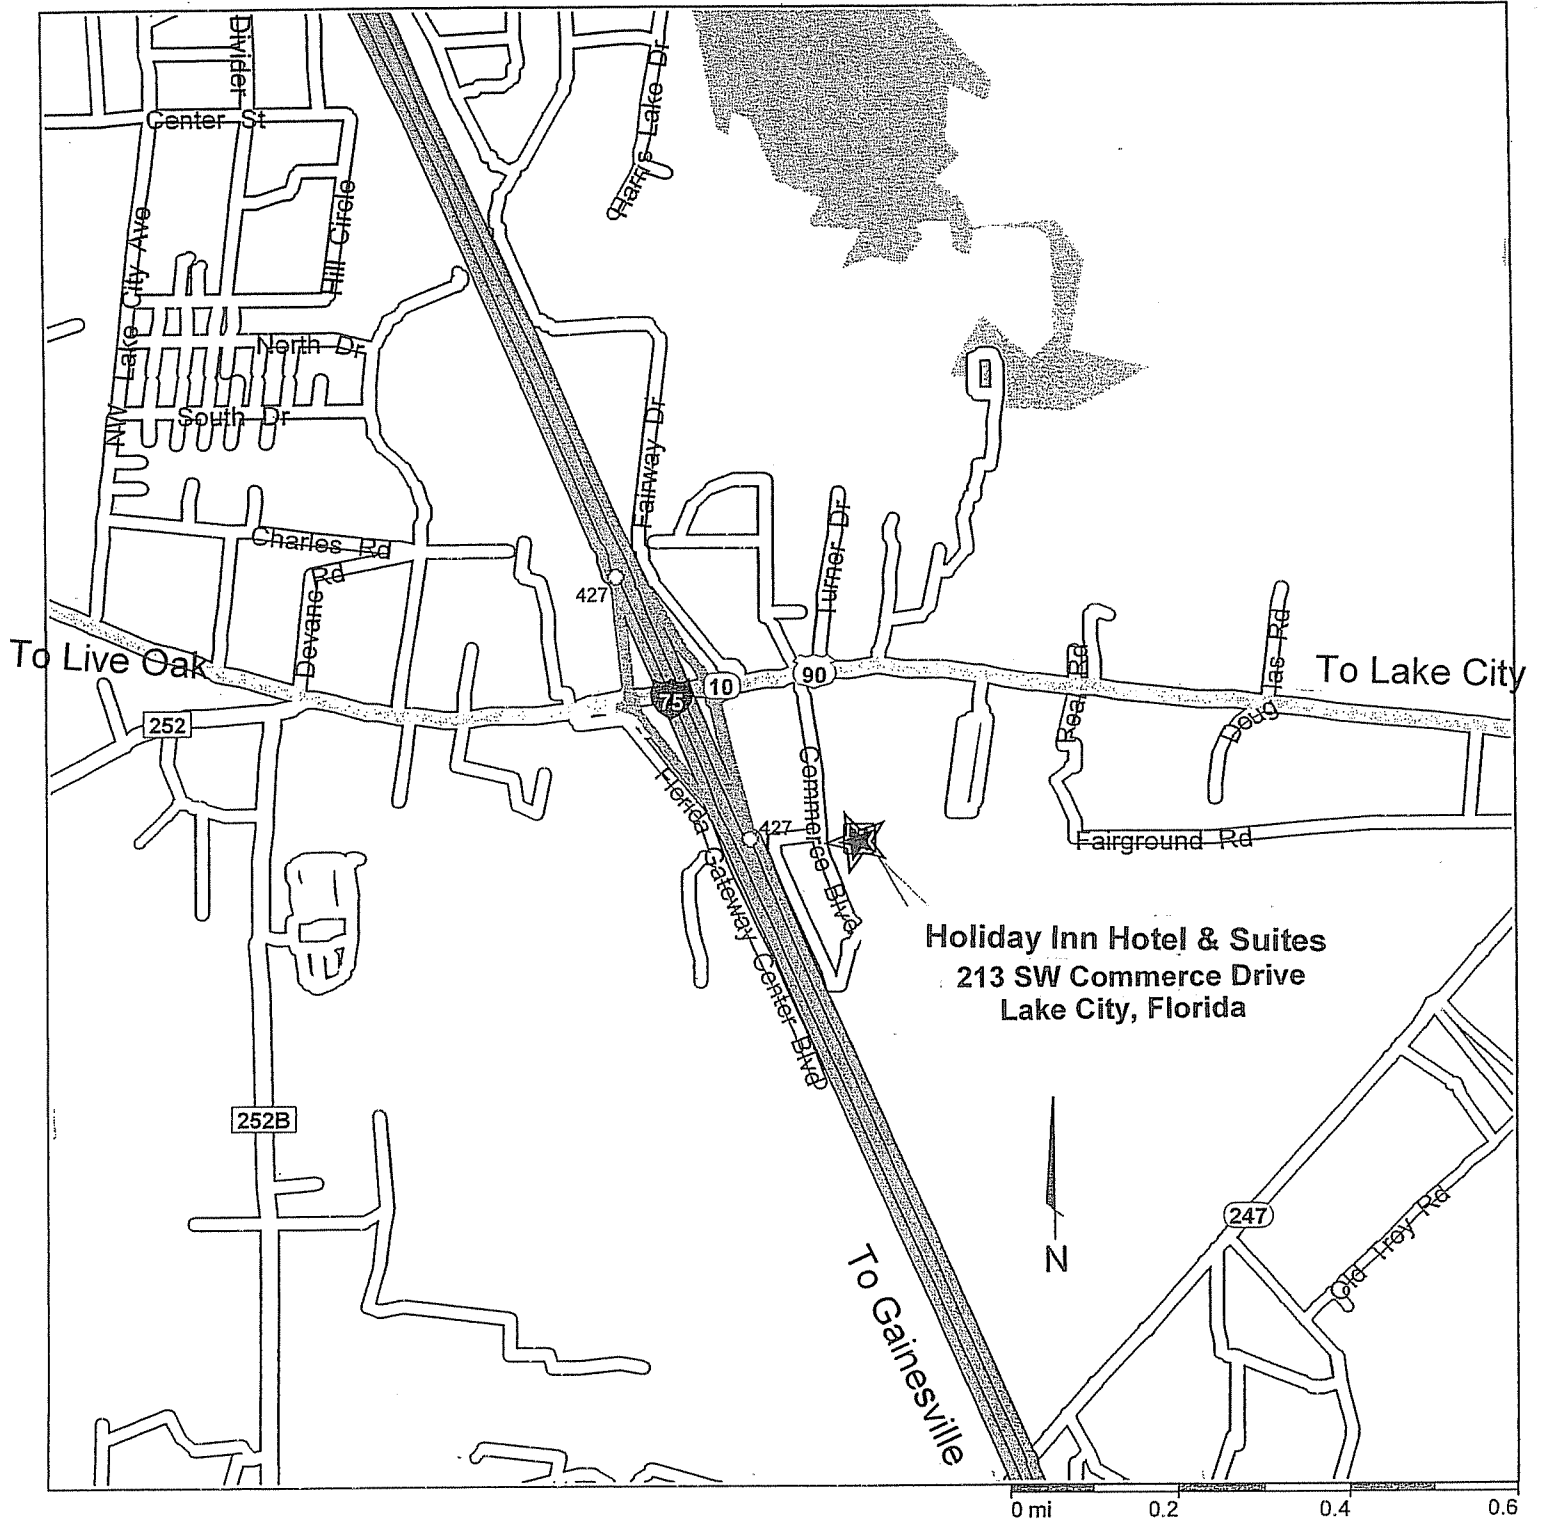 Divider
Center St
Harris Lake Dr
NW Lake City Ave
Hill Circle
North Dr
South Dr
Fairway Dr
Charles Rd
Devane Rd
Turner Dr
427
To Live Oak
75
10
90
Real Rd
Douglas Rd
To Lake City
252
Florida Gateway Center Blvd
427
Commerce Blvd
Fairground Rd
Holiday Inn Hotel & Suites
213 SW Commerce Drive
Lake City, Florida
252B
N
247
Old Troy Rd
To Gainesville
0 mi 0.2 0.4 0.6